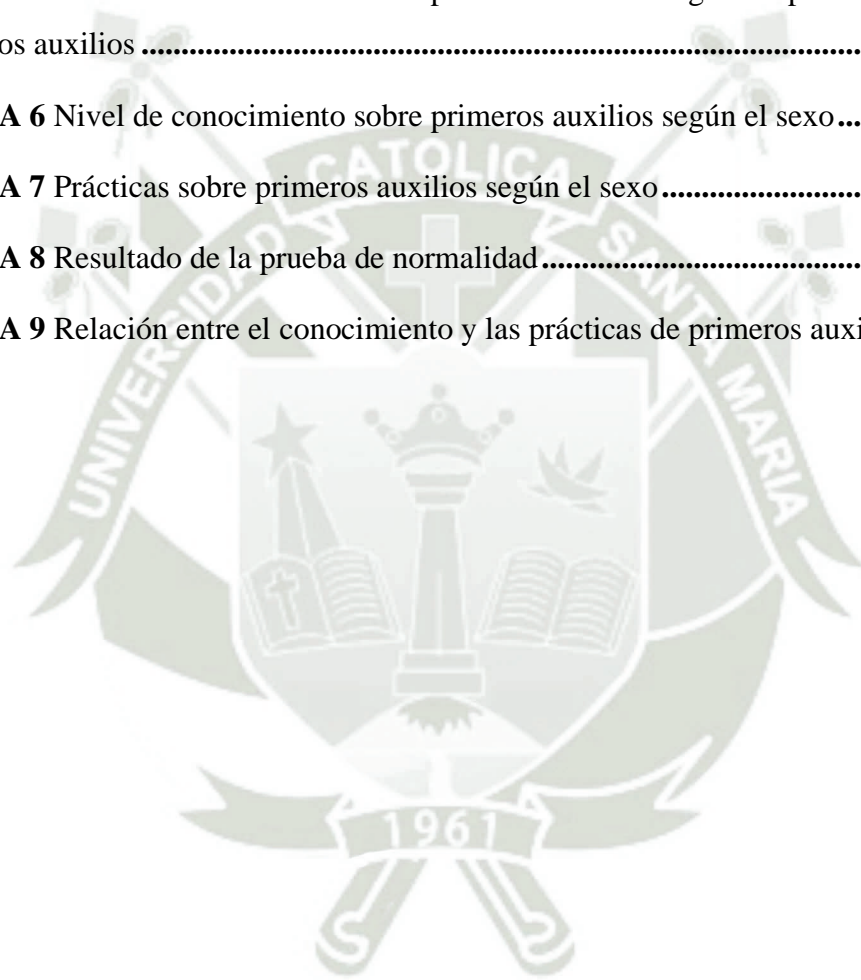 os auxilios ..........................................................................................
A 6 Nivel de conocimiento sobre primeros auxilios según el sexo ...
A 7 Prácticas sobre primeros auxilios según el sexo .........................
A 8 Resultado de la prueba de normalidad ........................................
A 9 Relación entre el conocimiento y las prácticas de primeros auxi
UNIVERSIDAD CATOLICA SANTA MARIA
1961